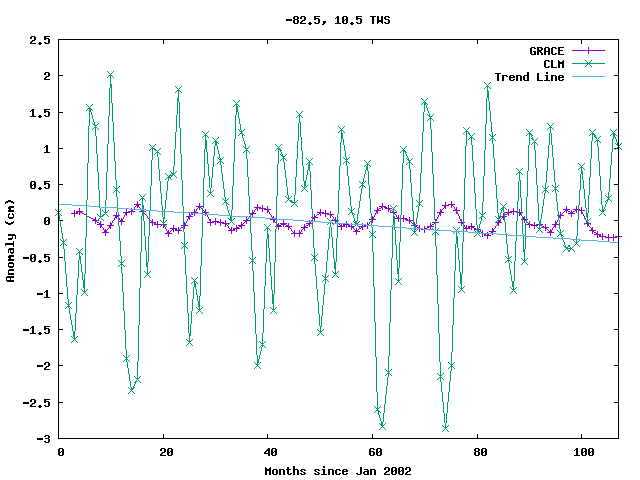 -82.5, 10.5 TWS
GRACE
CLM
Trend Line
2.5
2
1.5
1
0.5
0
-0.5
-1
-1.5
-2
-2.5
-3
Anomaly (cm)
0 20 40 60 80 100
Months since Jan 2002